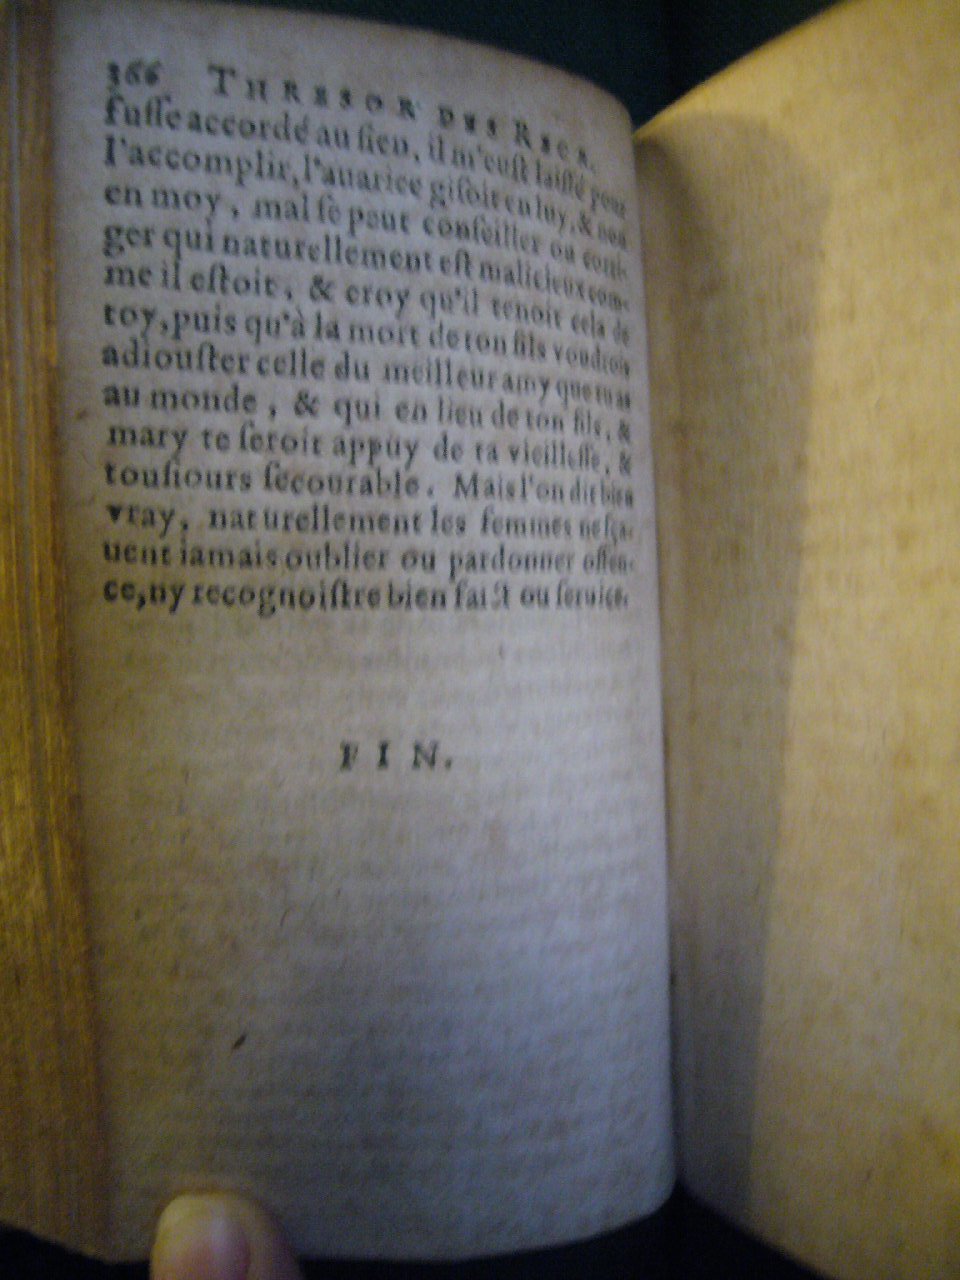 366 THRESOR DES RECR.
fuſſe accordé au ſien, il m'euſt laiſſé pour
l'accomplir, l'auarice giſoit en luy, & non
en moy, mal ſe peut conſeiller ou corri-
ger qui naturellement eſt malicieux com-
me il eſtoit, & croy qu'il tenoit cela de
toy, puis qu'à la mort de ton fils voudrois
adiouſter celle du meilleur amy que tu as
au monde, & qui en lieu de ton fils, &
mary te ſeroit appuy de ta vieilleſſe, &
touſiours ſecourable. Mais l'on dit bien
vray, naturellement les femmes ne ſça-
uent iamais oublier ou pardonner offen-
ce, ny recognoiſtre bien faict ou ſeruice.
FIN.